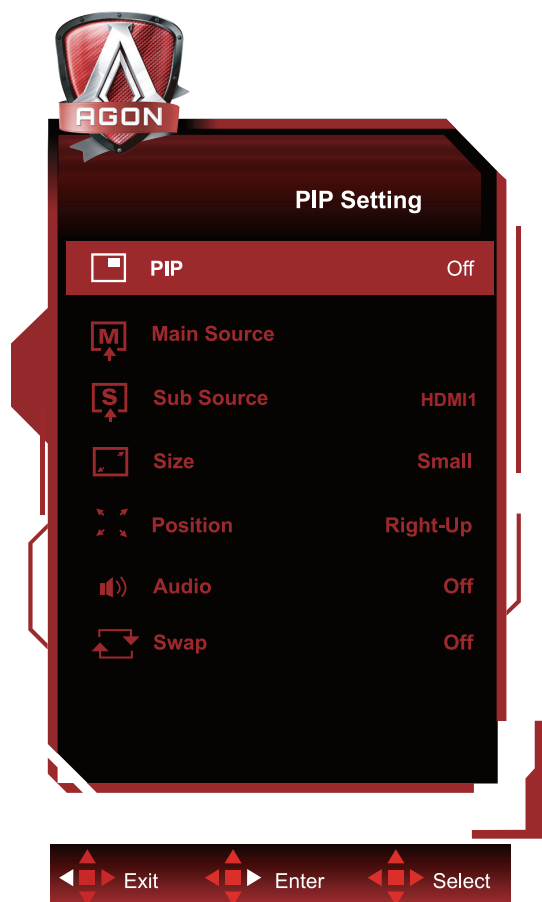 AGON
PIP Setting
PIP Off
M Main Source
S Sub Source HDMI1
Size Small
Position Right-Up
Audio Off
Swap Off
Exit Enter Select